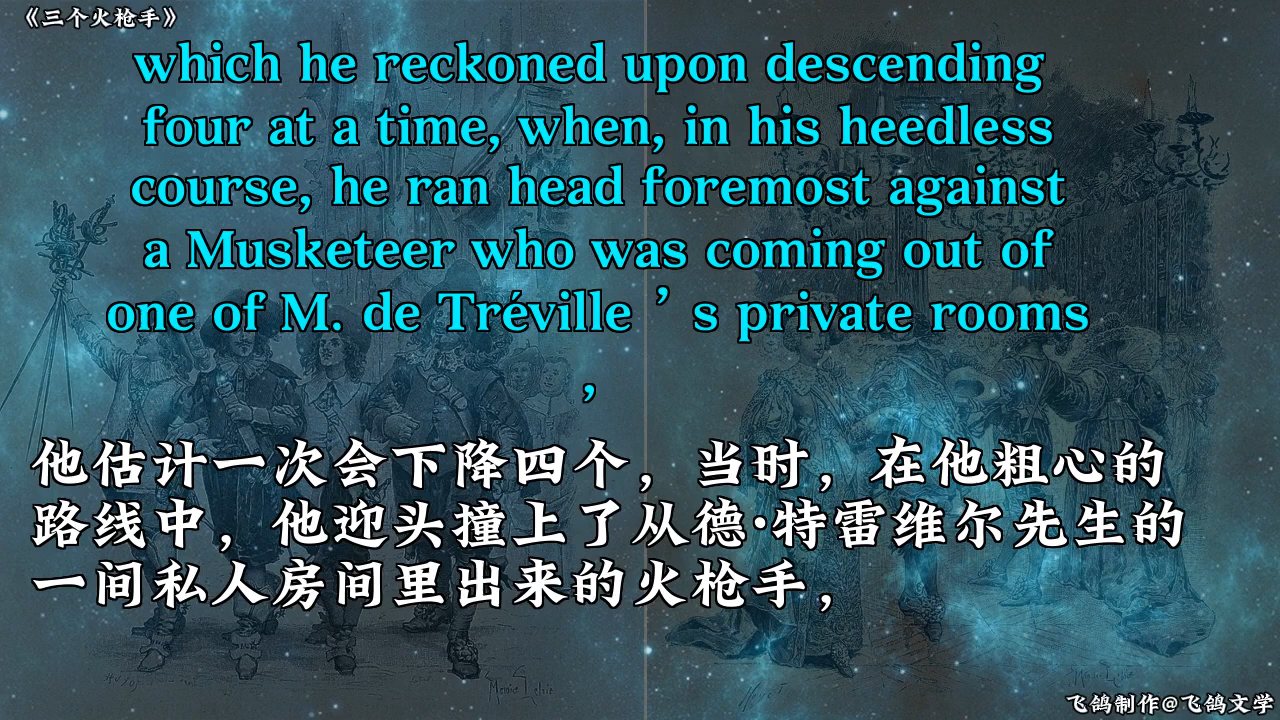 《三个火枪手》
which he reckoned upon descending
four at a time, when, in his heedless
course, he ran head foremost against
a Musketeer who was coming out of
one of M. de Tréville ’ s private rooms
,
他估计一次会下降四个，当时，在他粗心的
路线中，他迎头撞上了从德·特雷维尔先生的
一间私人房间里出来的火枪手，
飞鸽制作@飞鸽文学